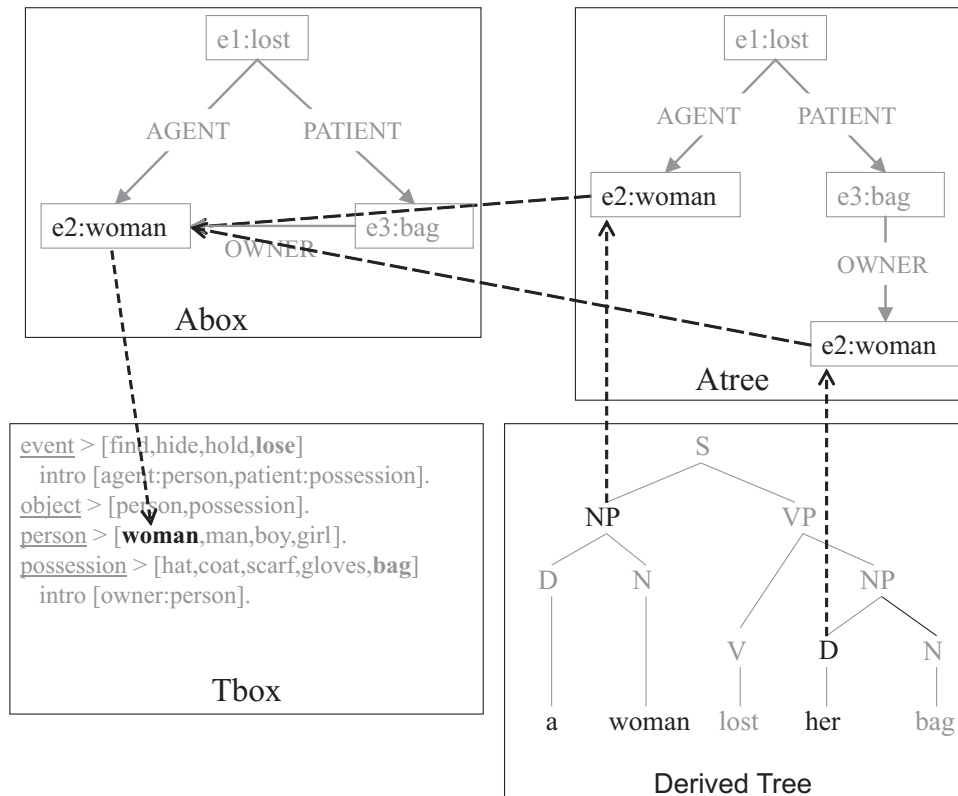 e1:lost
AGENT PATIENT
e2:woman e3:bag
OWNER
Abox
e1:lost
AGENT PATIENT
e2:woman e3:bag
OWNER
e2:woman
Atree
event > [find,hide,hold,lose]
intro [agent:person,patient:possession].
object > [person,possession].
person > [woman,man,boy,girl].
possession > [hat,coat,scarf,gloves,bag]
intro [owner:person].
Tbox
S
NP VP
D N NP
V D N
a woman lost her bag
Derived Tree